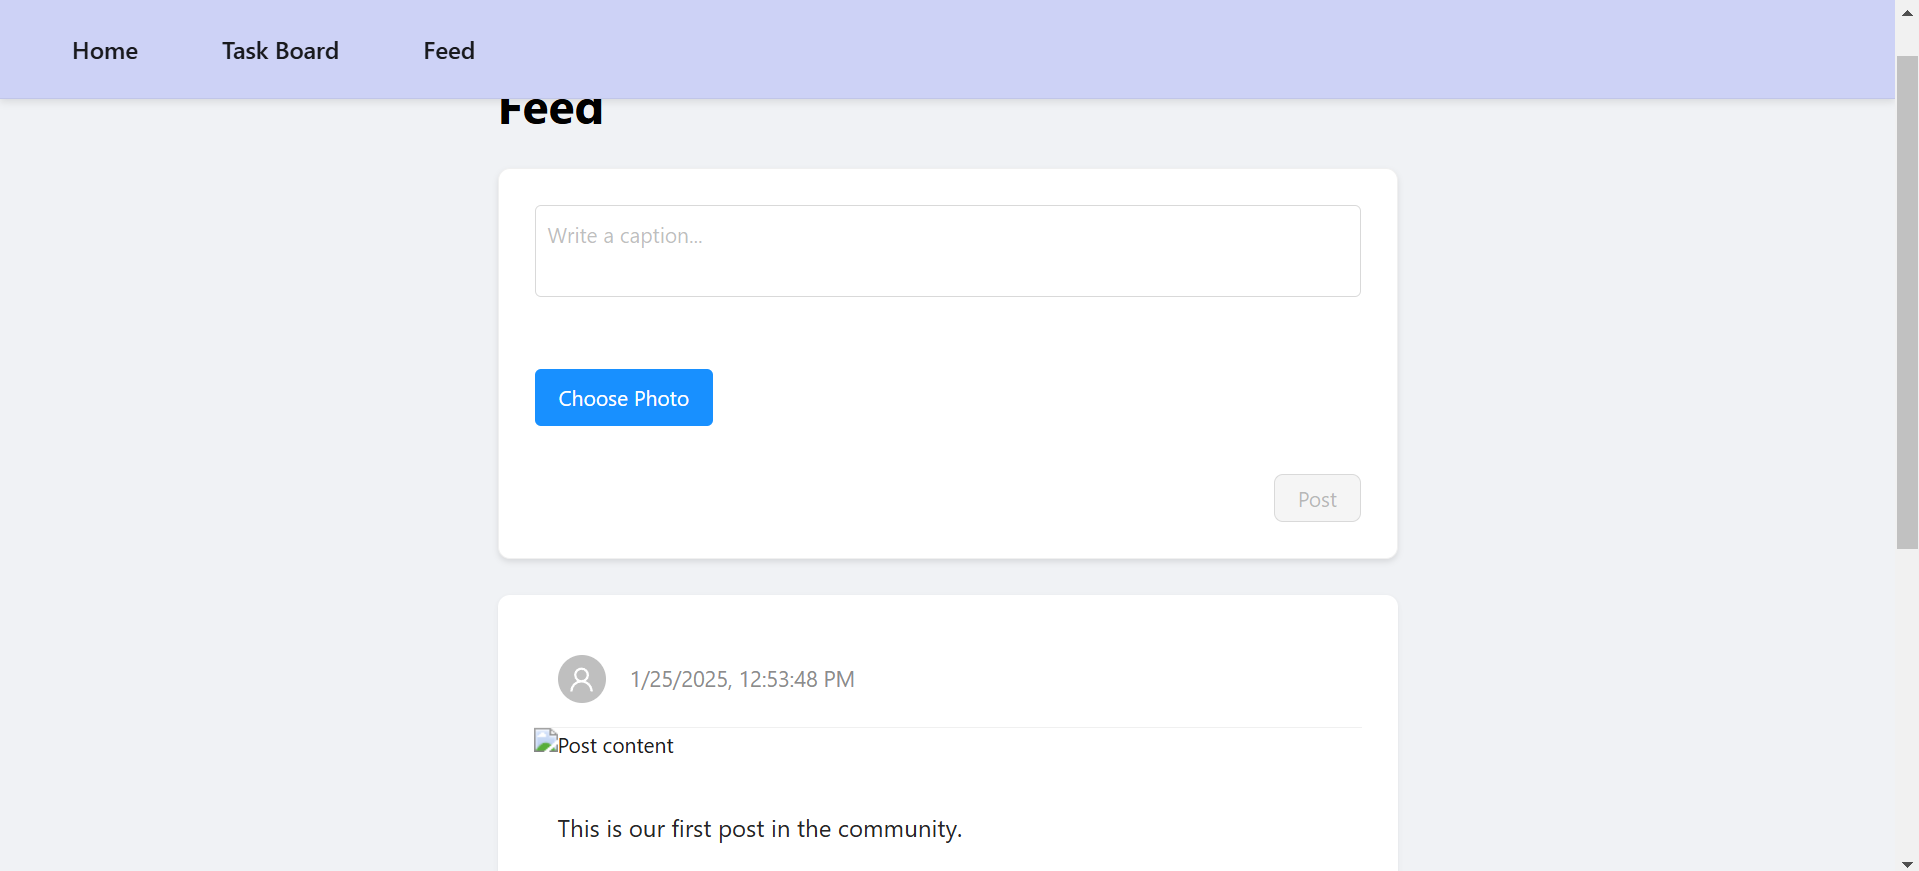 Home Task Board Feed
Feed
Write a caption...
Choose Photo
Post
1/25/2025, 12:53:48 PM
Post content
This is our first post in the community.